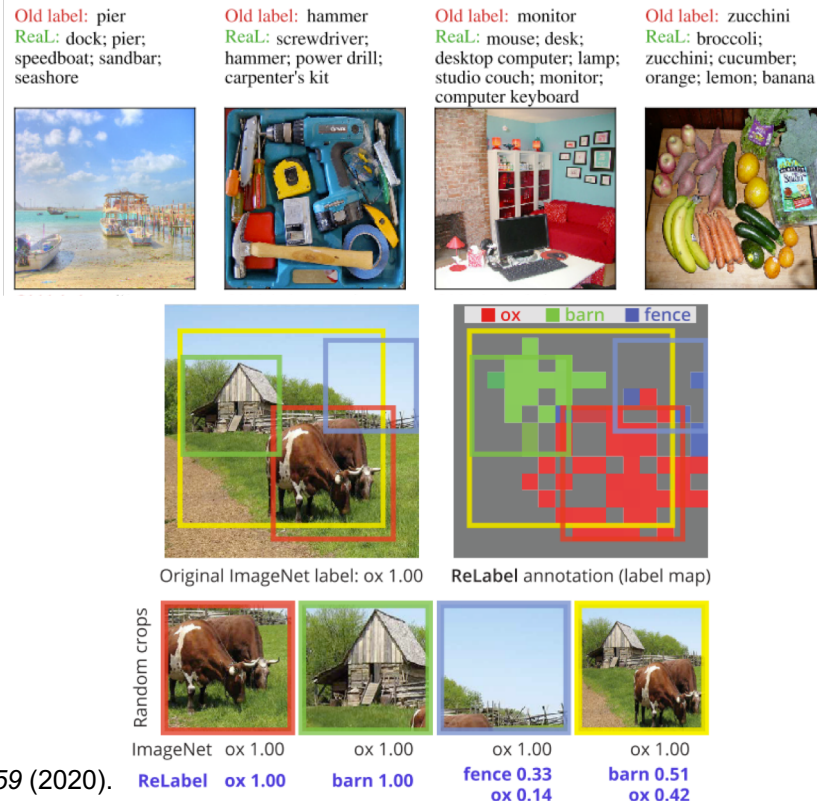 Old label: pier
ReaL: dock; pier;
speedboat; sandbar;
seashore
Old label: hammer
ReaL: screwdriver;
hammer; power drill;
carpenter's kit
Old label: monitor
ReaL: mouse; desk;
desktop computer; lamp;
studio couch; monitor;
computer keyboard
Old label: zucchini
ReaL: broccoli;
zucchini; cucumber;
orange; lemon; banana
ox barn fence
Original ImageNet label: ox 1.00
ReLabel annotation (label map)
Random crops
ImageNet ox 1.00 ox 1.00 ox 1.00 ox 1.00
ReLabel ox 1.00 barn 1.00 fence 0.33 barn 0.51
ox 0.14 ox 0.42
59 (2020).